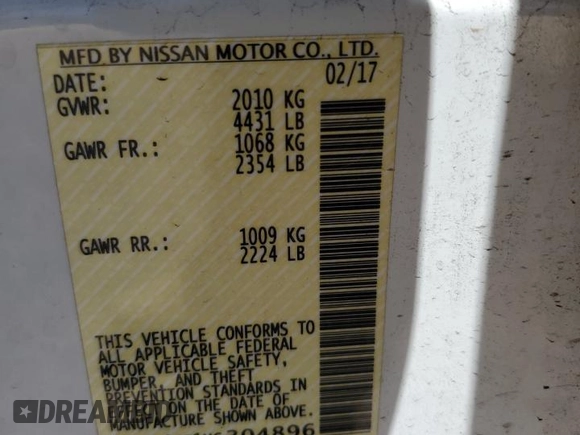 MFD BY NISSAN MOTOR CO., LTD.
DATE: 02/17
GVWR: 2010 KG
4431 LB
GAWR FR.: 1068 KG
2354 LB
GAWR RR.: 1009 KG
2224 LB
THIS VEHICLE CONFORMS TO
ALL APPLICABLE FEDERAL
MOTOR VEHICLE SAFETY,
BUMPER, AND THEFT
PREVENTION STANDARDS IN
ON THE DATE OF
MANUFACTURE SHOWN ABOVE.
304896